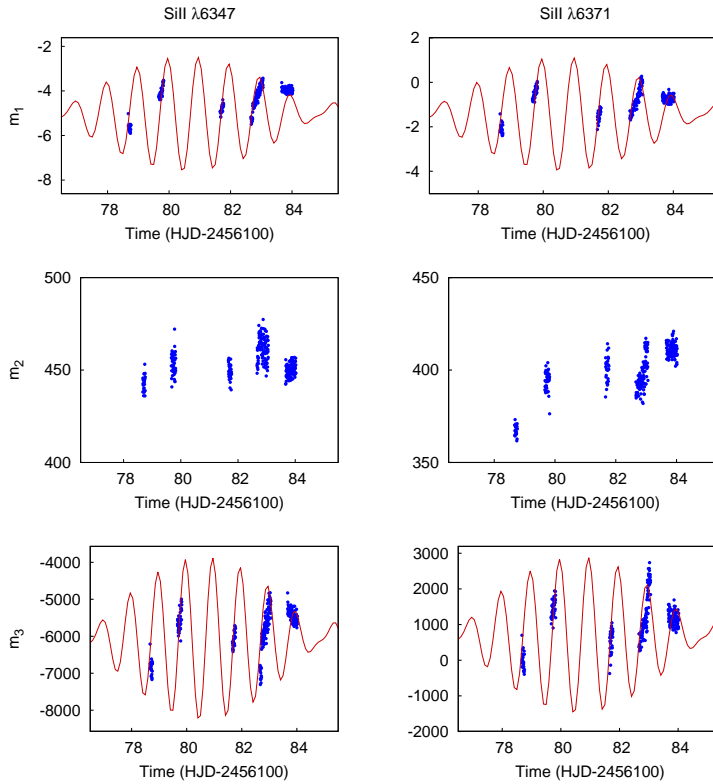 SiII λ6347
SiII λ6371
-2
-4
-6
-8
m1
78 80 82 84
Time (HJD-2456100)
2
0
-2
-4
m1
78 80 82 84
Time (HJD-2456100)
500
450
400
m2
78 80 82 84
Time (HJD-2456100)
450
400
350
m2
78 80 82 84
Time (HJD-2456100)
-4000
-5000
-6000
-7000
-8000
m3
78 80 82 84
Time (HJD-2456100)
3000
2000
1000
0
-1000
-2000
m3
78 80 82 84
Time (HJD-2456100)